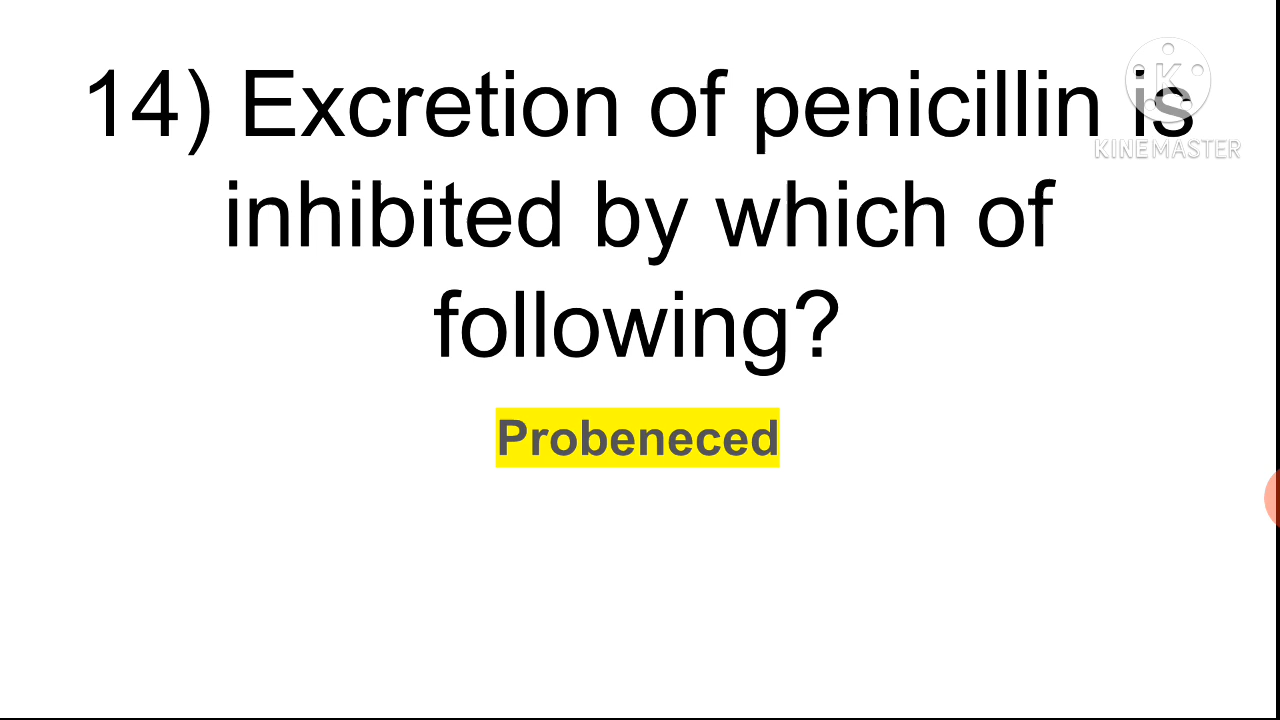 14) Excretion of penicillin is
inhibited by which of
following?
Probeneced
K
KINEMASTER